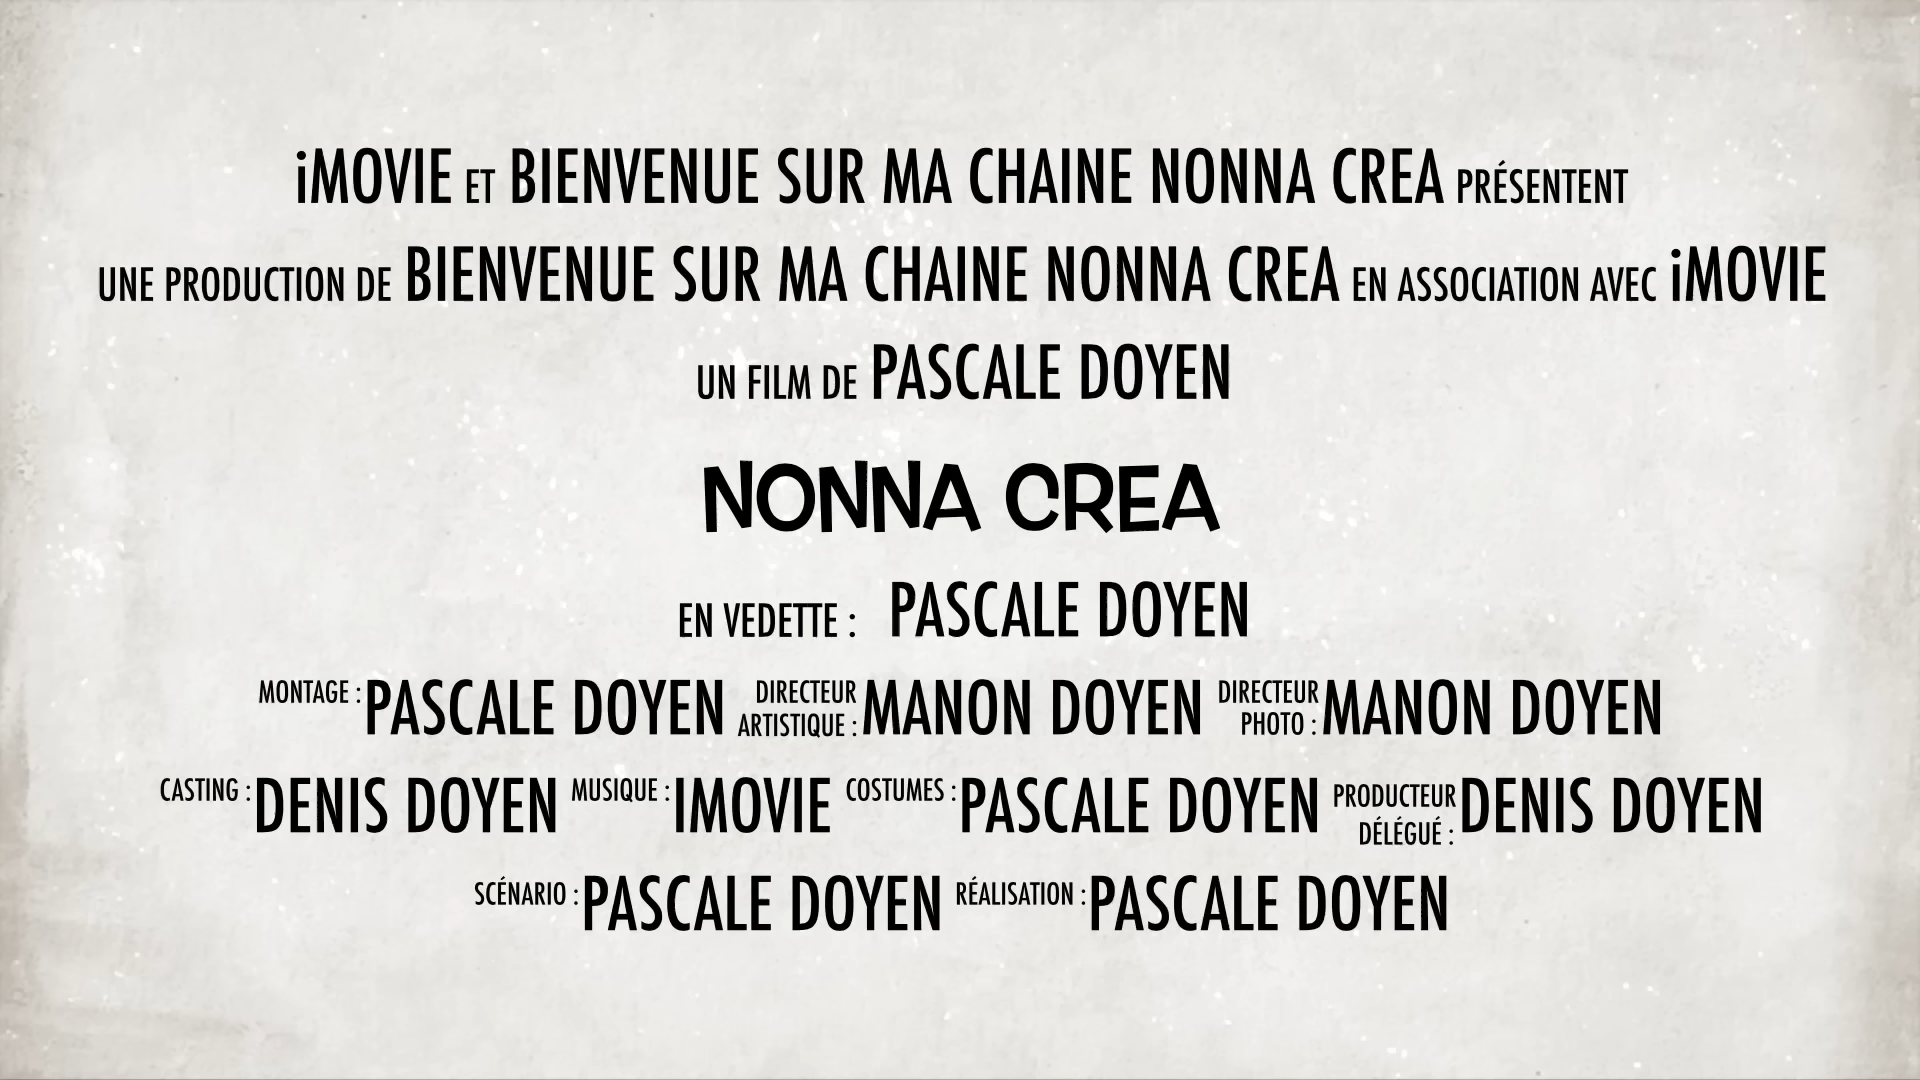 iMOVIE ET BIENVENUE SUR MA CHAINE NONNA CREA PRÉSENTENT
UNE PRODUCTION DE BIENVENUE SUR MA CHAINE NONNA CREA EN ASSOCIATION AVEC iMOVIE
UN FILM DE PASCALE DOYEN
NONNA CREA
EN VEDETTE : PASCALE DOYEN
MONTAGE : PASCALE DOYEN DIRECTEUR ARTISTIQUE : MANON DOYEN DIRECTEUR PHOTO : MANON DOYEN
CASTING : DENIS DOYEN MUSIQUE : IMOVIE COSTUMES : PASCALE DOYEN PRODUCTEUR DÉLÉGUÉ : DENIS DOYEN
SCÉNARIO : PASCALE DOYEN RÉALISATION : PASCALE DOYEN